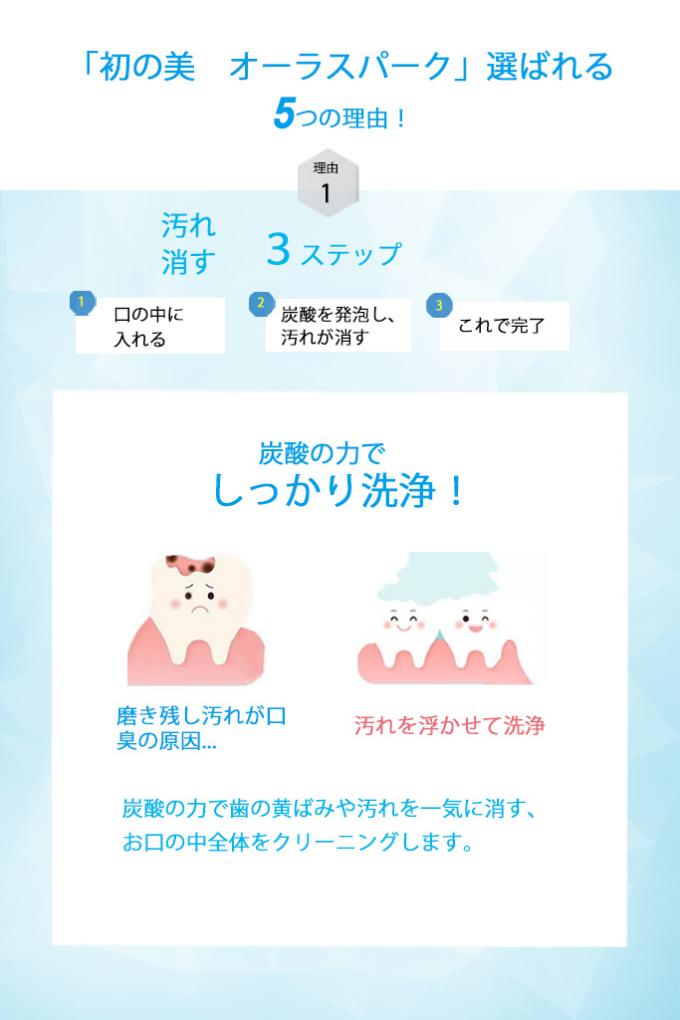 「初の美　オーラスパーク」選ばれる
5つの理由！
理由
1
汚れ
消す
3ステップ
1
口の中に
入れる
2
炭酸を発泡し、
汚れが消す
3
これで完了
炭酸の力で
しっかり洗浄！
磨き残し汚れが口
臭の原因...
汚れを浮かせて洗浄
炭酸の力で歯の黄ばみや汚れを一気に消す、
お口の中全体をクリーニングします。